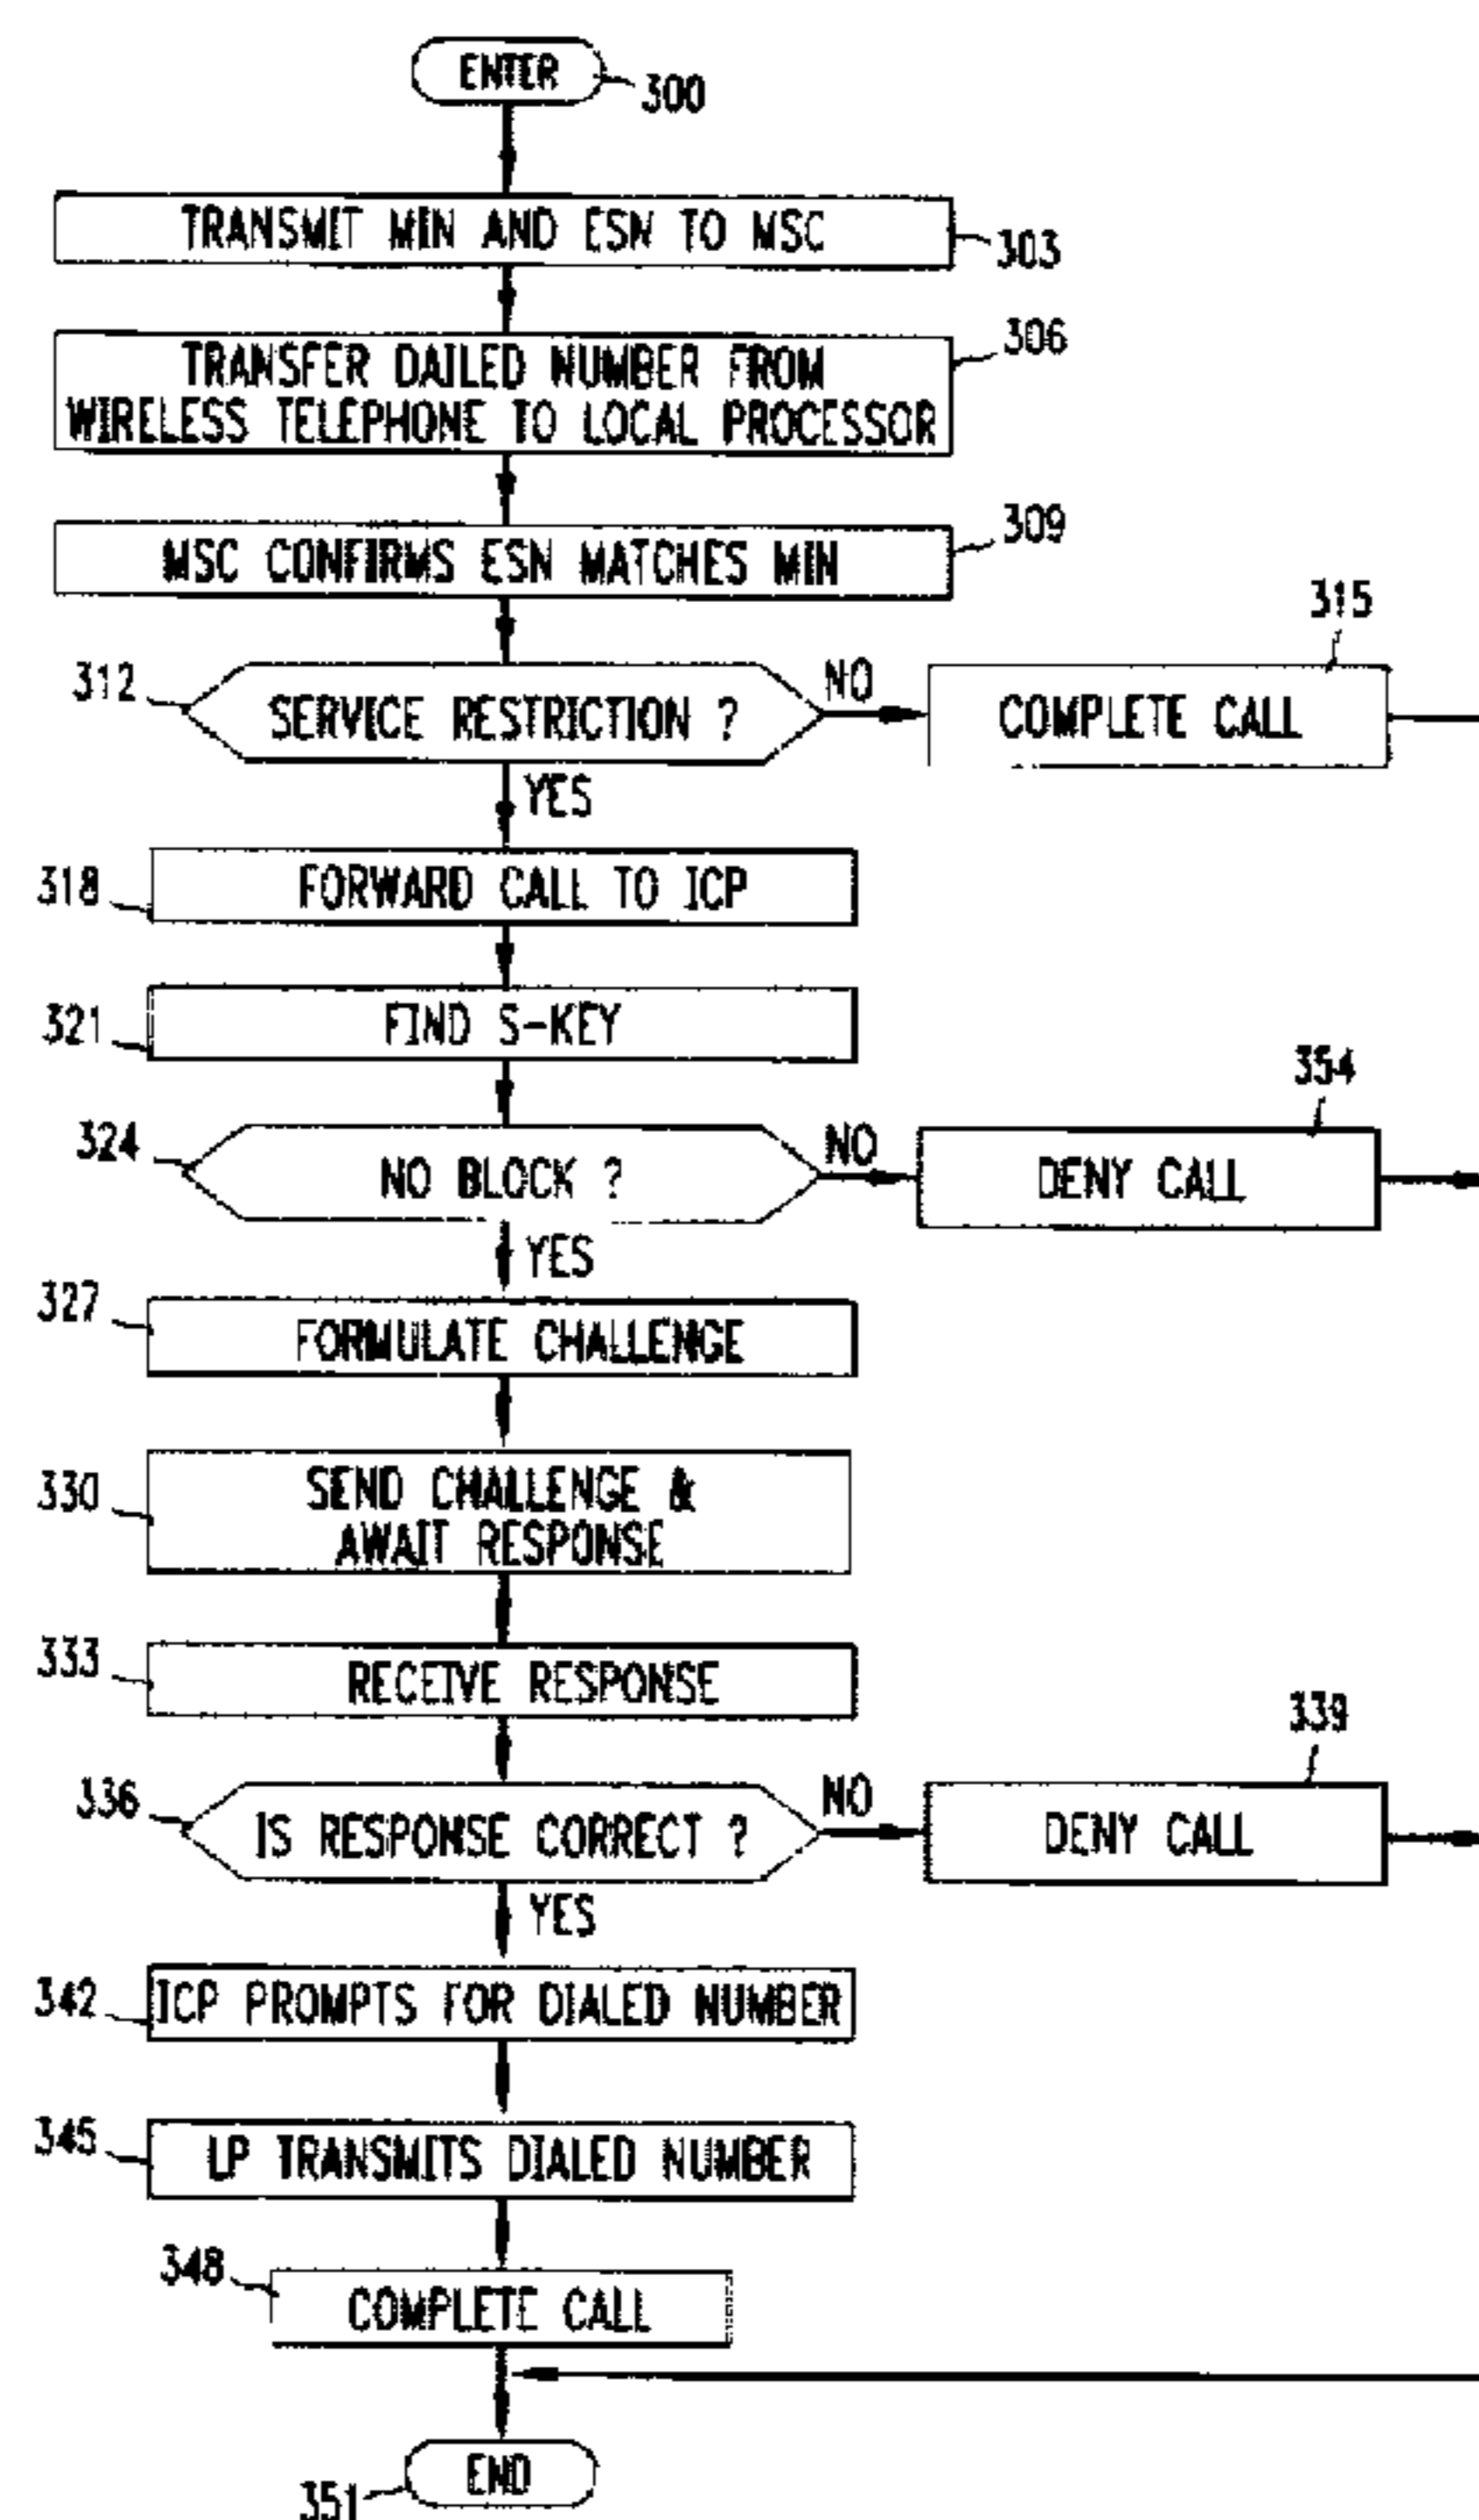 ENTER
300
TRANSMIT MIN AND ESN TO MSC
303
306
TRANSFER DAILED NUMBER FROM
WIRELESS TELEPHONE TO LOCAL PROCESSOR
309
MSC CONFIRMS ESN MATCHES MIN
315
312
SERVICE RESTRICTION ?
NO
COMPLETE CALL
YES
318
FORWARD CALL TO ICP
321
FIND S-KEY
354
324
NO BLOCK ?
NO
DENY CALL
YES
327
FORMULATE CHALLENGE
330
SEND CHALLENGE &
AWAIT RESPONSE
333
RECEIVE RESPONSE
339
336
IS RESPONSE CORRECT ?
NO
DENY CALL
YES
342
ICP PROMPTS FOR DIALED NUMBER
345
LP TRANSMITS DIALED NUMBER
348
COMPLETE CALL
END
351